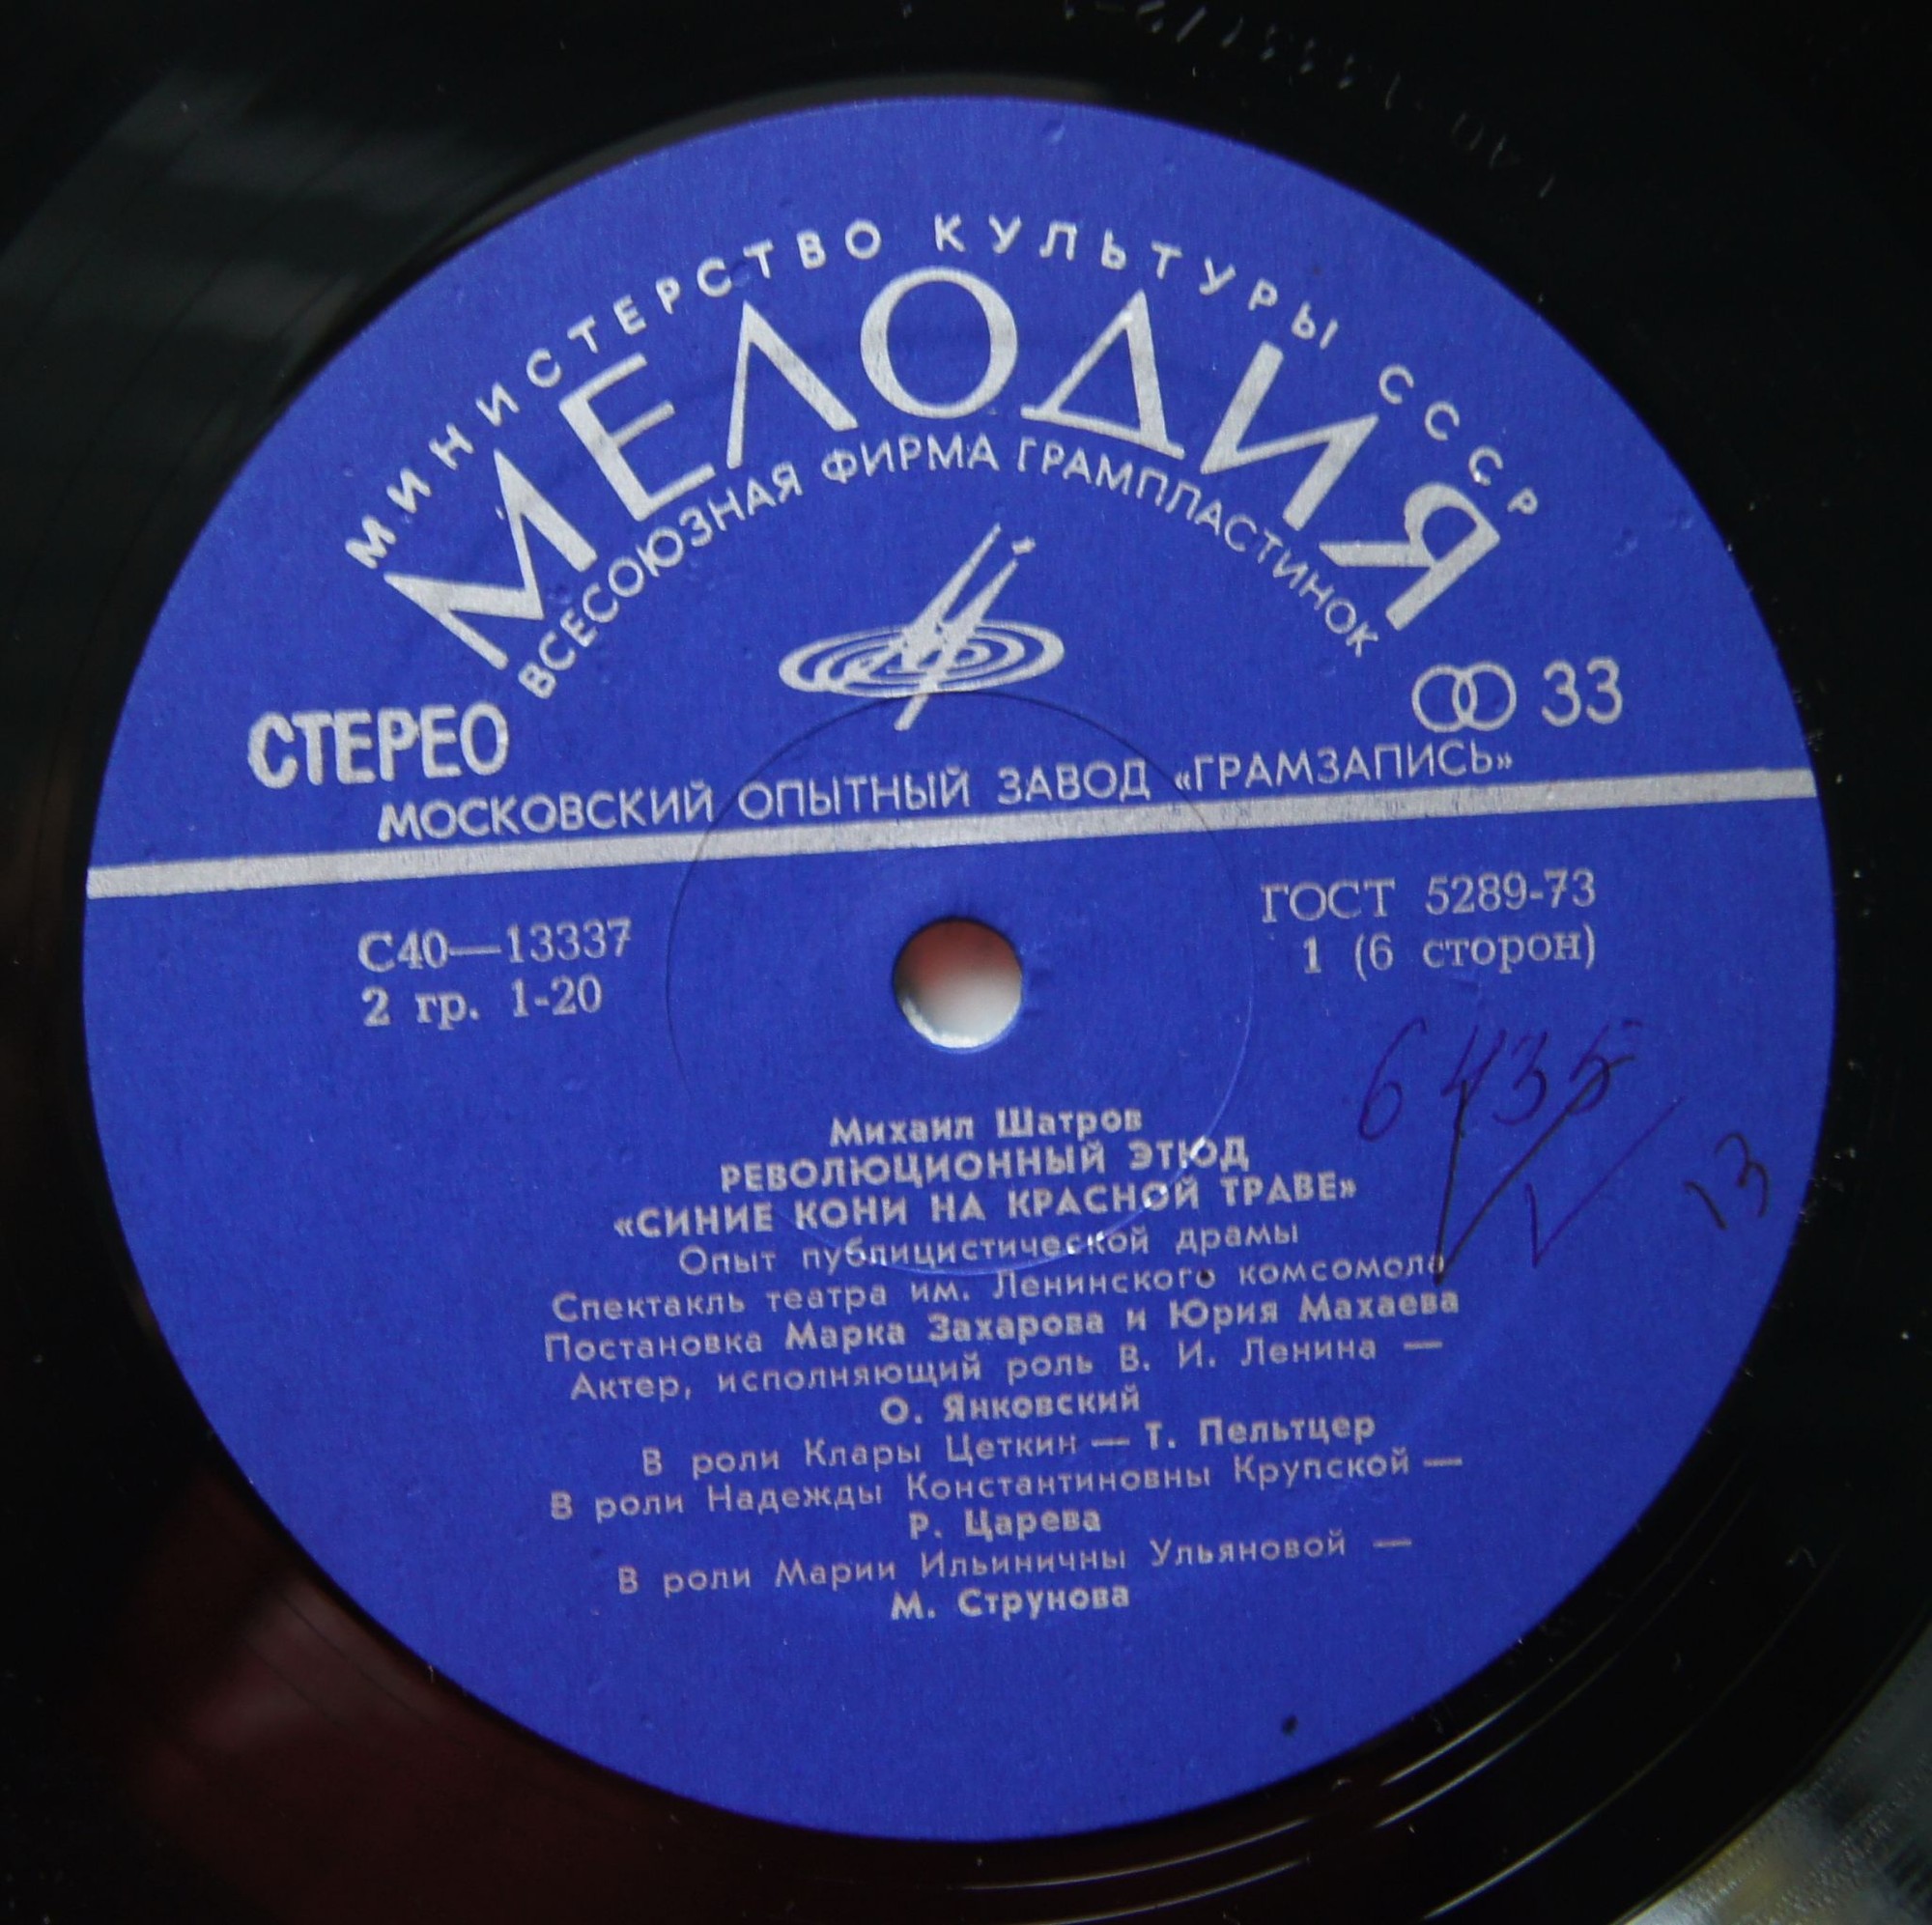 МИНИСТЕРСТВО КУЛЬТУРЫ СССР
МЕЛОДИЯ
ВСЕСОЮЗНАЯ ФИРМА ГРАМПЛАСТИНОК
СТЕРЕО
33
МОСКОВСКИЙ ОПЫТНЫЙ ЗАВОД «ГРАМЗАПИСЬ»
С40—13337
2 гр. 1-20
ГОСТ 5289-73
1 (6 сторон)
6435
13
Михаил Шатров
РЕВОЛЮЦИОННЫЙ ЭТЮД
«СИНИЕ КОНИ НА КРАСНОЙ ТРАВЕ»
Опыт публицистической драмы
Спектакль театра им. Ленинского комсомола
Постановка Марка Захарова и Юрия Махаева
Актер, исполняющий роль В. И. Ленина —
О. Янковский
В роли Клары Цеткин — Т. Пельтцер
В роли Надежды Константиновны Крупской —
Р. Царева
В роли Марии Ильиничны Ульяновой —
М. Струнова